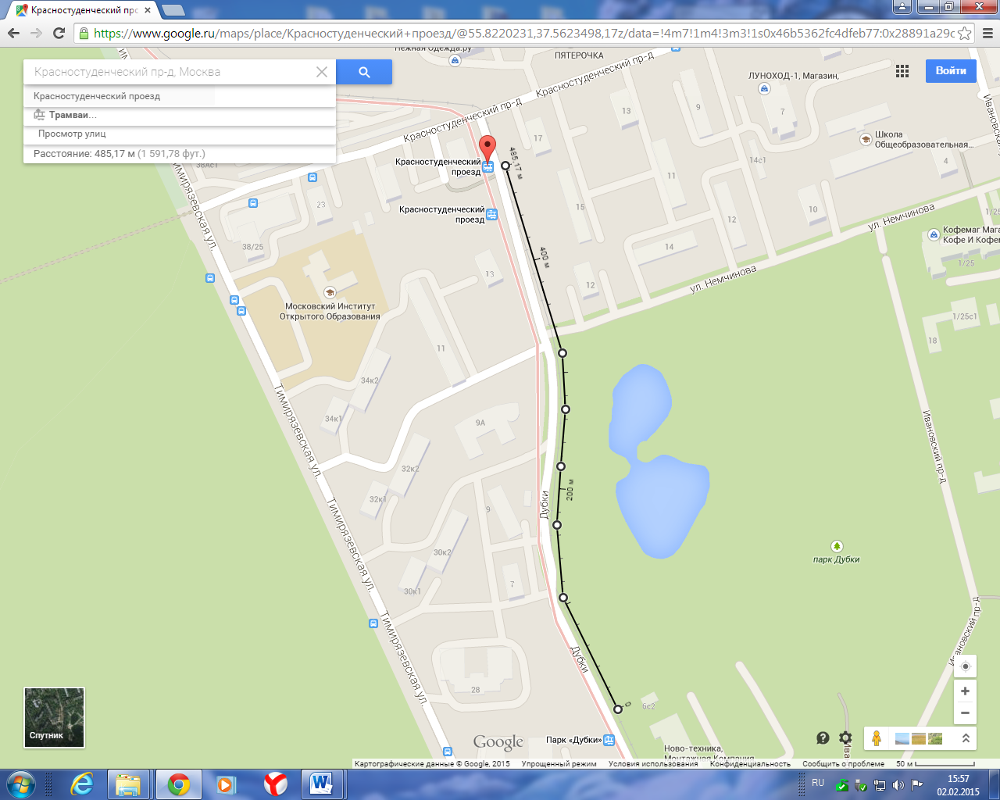 Красностуденческий прс
https://www.google.ru/maps/place/Красностуденческий+проезд/@55.8220231,37.5623498,17z/data=!4m7!1m4!3m3!1s0x46b5362fc4dfeb77:0x28891a29c
Красностуденческий пр-д, Москва
Красностуденческий проезд
Трамваи...
Просмотр улиц
Расстояние: 485,17 м (1 591,78 фут.)
Войти
Нежная Одежда.ру
ПЯТЕРОЧКА
ЛУНОХОД-1, Магазин,
Красностуденческий пр-д
Красностуденческий пр-д
Ивановск
Школа
Общеобразовательная...
13
9
7
17
4
14с1
38Ас1
Красностуденческий
проезд
485,17 м
11
Красностуденческий
проезд
23
15
12
10
ул. Немчинова
1/25
Кофемаг Мага
Кофе И Кофей
38/25
14
400 м
1/25
13
12
ул. Немчинова
Тимирязевская ул.
Московский Институт
Открытого Образования
1/25с1
18
11
34к2
34к1
9А
Тимирязевская ул.
Ивановский пр-д
32к2
32к1
200 м
Дубки
9
Тимирязевская ул.
30к2
30к1
7
парк Дубки
Тимирязевская ул.
Дубки
Ивановский пр-д
28
6с2
Спутник
Google
Парк «Дубки»
Ново-техника,
Монтажная Компания
Ива
Картографические данные © Google, 2015 Упрощенный режим Условия использования Конфиденциальность Сообщить о проблеме 50 м
RU
15:57
02.02.2015